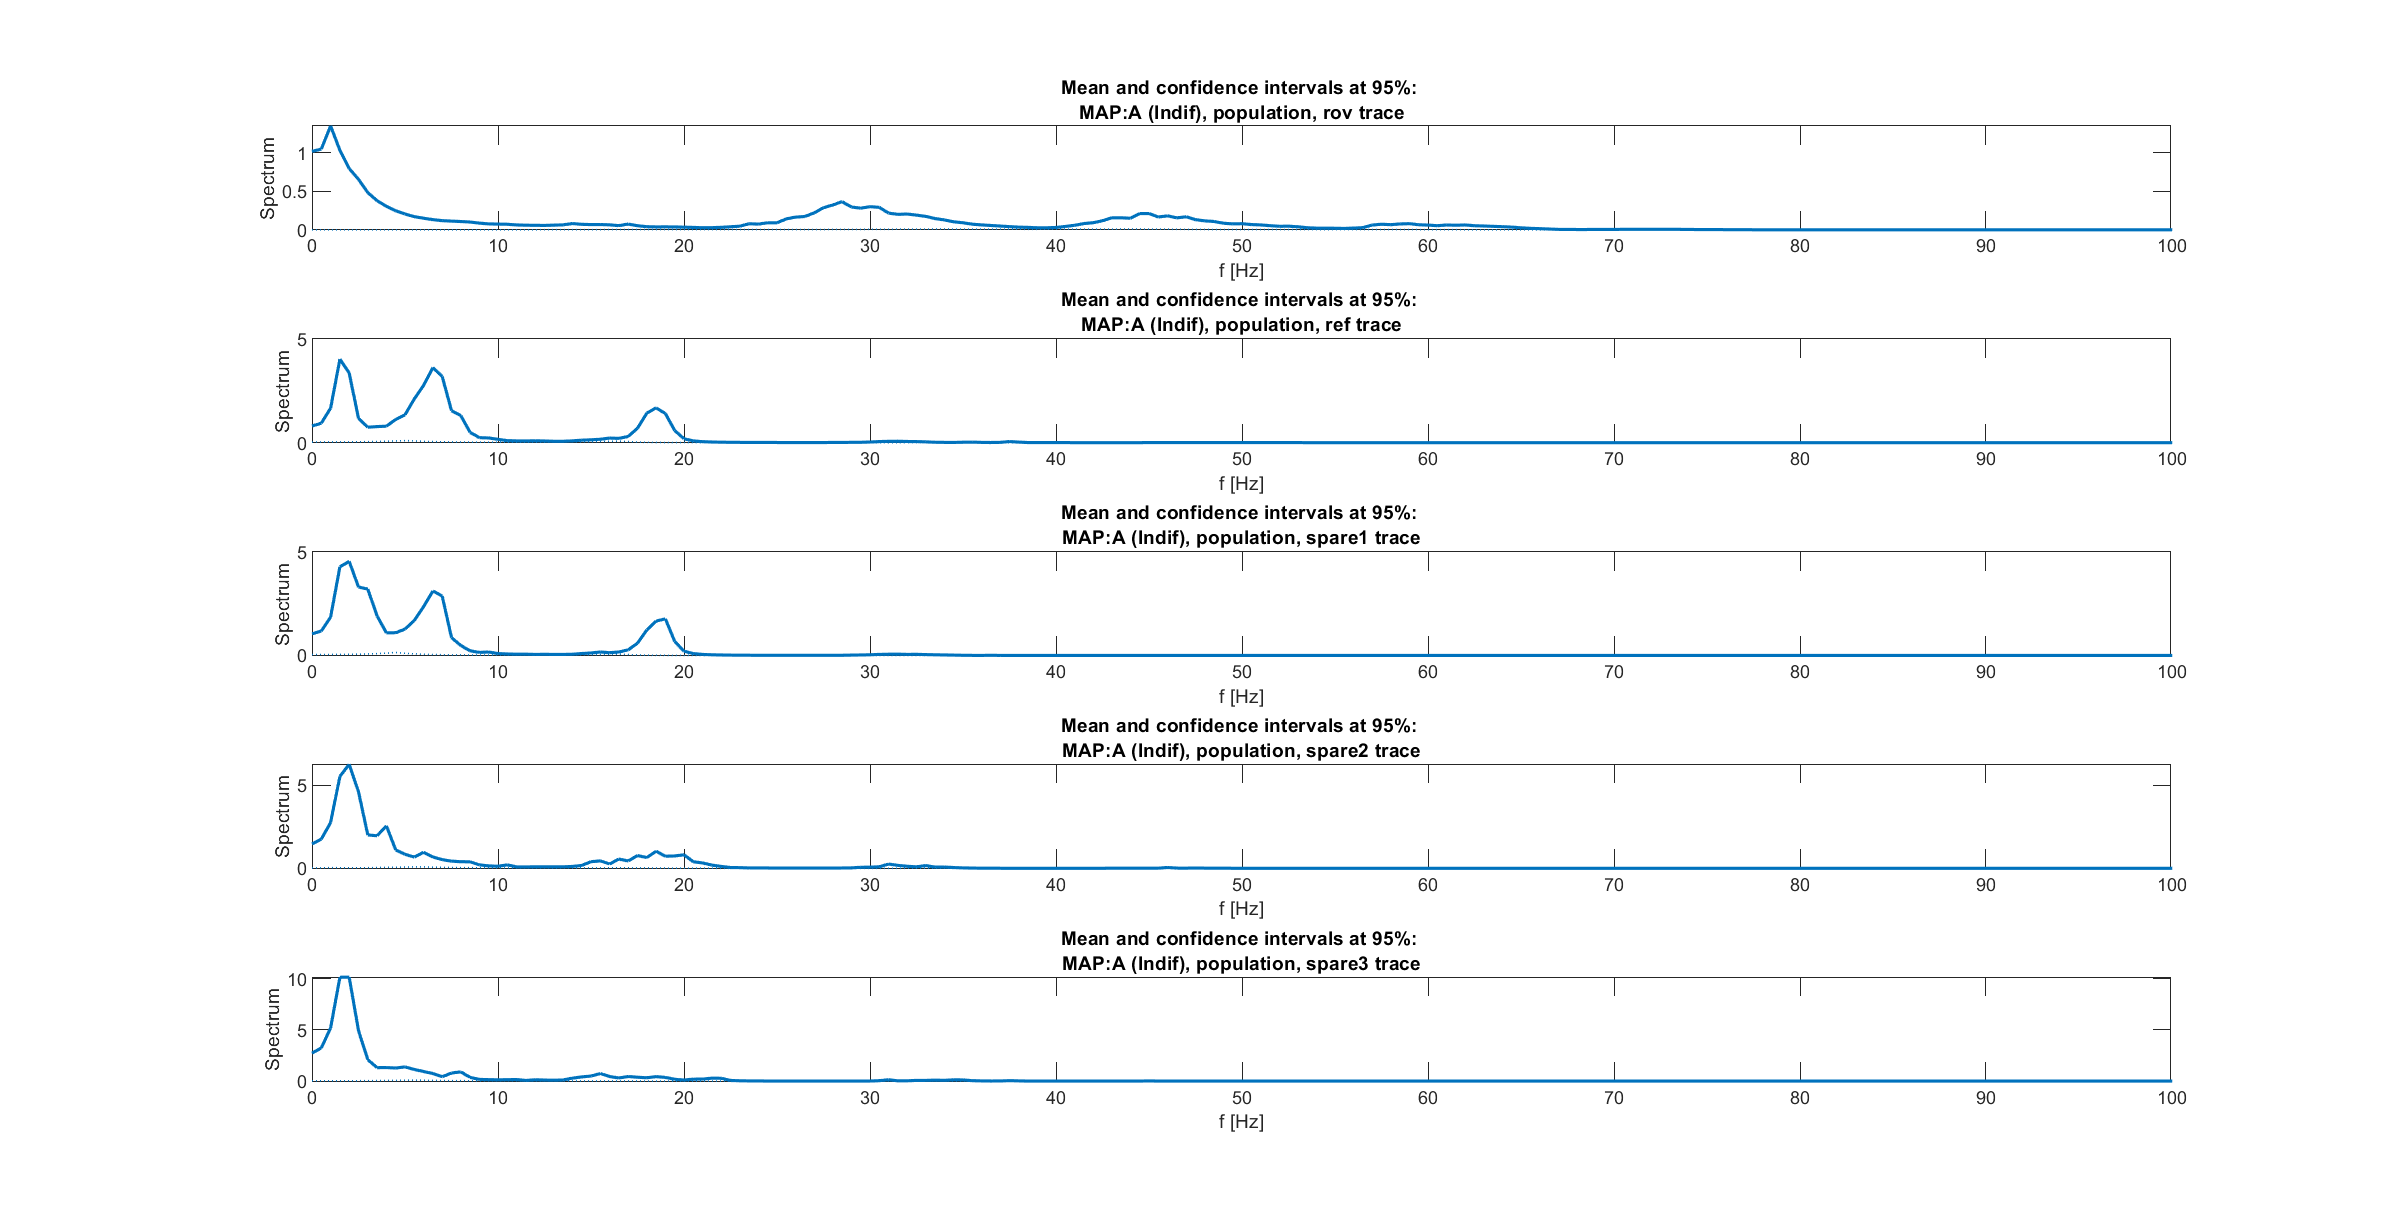 Mean and confidence intervals at 95%:
MAP:A (Indif), population, rov trace
Spectrum
1
0.5
0
0 10 20 30 40 50 60 70 80 90 100
f [Hz]
Mean and confidence intervals at 95%:
MAP:A (Indif), population, ref trace
Spectrum
5
0
0 10 20 30 40 50 60 70 80 90 100
f [Hz]
Mean and confidence intervals at 95%:
MAP:A (Indif), population, spare1 trace
Spectrum
5
0
0 10 20 30 40 50 60 70 80 90 100
f [Hz]
Mean and confidence intervals at 95%:
MAP:A (Indif), population, spare2 trace
Spectrum
5
0
0 10 20 30 40 50 60 70 80 90 100
f [Hz]
Mean and confidence intervals at 95%:
MAP:A (Indif), population, spare3 trace
Spectrum
10
5
0
0 10 20 30 40 50 60 70 80 90 100
f [Hz]